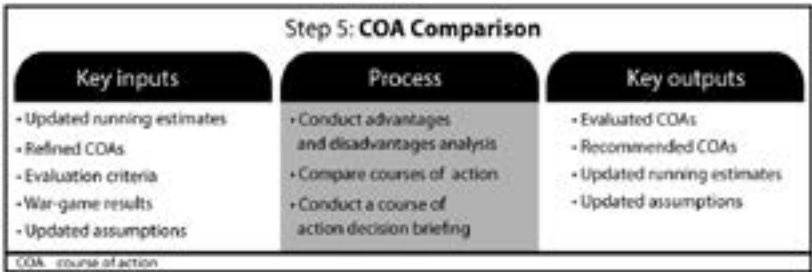 Step 5: COA Comparison
Key inputs
• Updated running estimates
• Refined COAs
• Evaluation criteria
• War-game results
• Updated assumptions
Process
• Conduct advantages
and disadvantages analysis
• Compare courses of action
• Conduct a course of
action decision briefing
Key outputs
• Evaluated COAs
• Recommended COAs
• Updated running estimates
• Updated assumptions
COA course of action